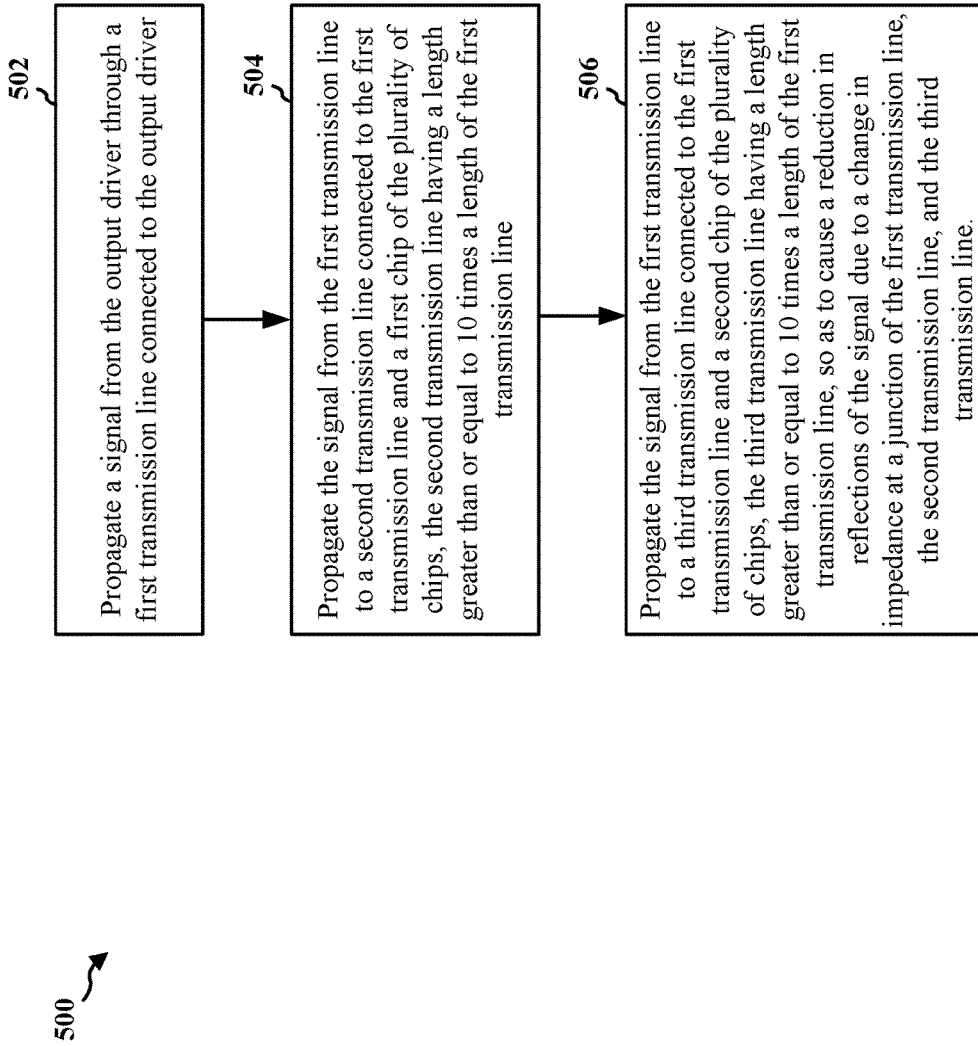 500
502
Propagate a signal from the output driver through a
first transmission line connected to the output driver
504
Propagate the signal from the first transmission line
to a second transmission line connected to the first
transmission line and a first chip of the plurality of
chips, the second transmission line having a length
greater than or equal to 10 times a length of the first
transmission line
506
Propagate the signal from the first transmission line
to a third transmission line connected to the first
transmission line and a second chip of the plurality
of chips, the third transmission line having a length
greater than or equal to 10 times a length of the first
transmission line, so as to cause a reduction in
reflections of the signal due to a change in
impedance at a junction of the first transmission line,
the second transmission line, and the third
transmission line.